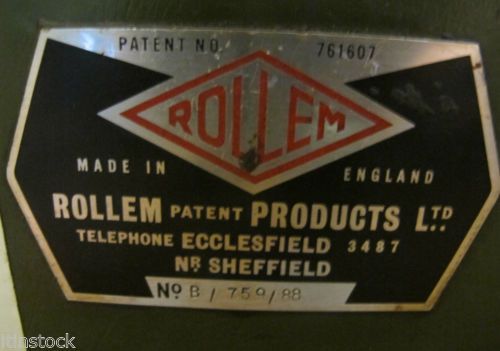 PATENT NO. 761607
ROLLEM
MADE IN ENGLAND
ROLLEM PATENT PRODUCTS LTD
TELEPHONE ECCLESFIELD 3487
NR SHEFFIELD
No B/759/88
ltinstock